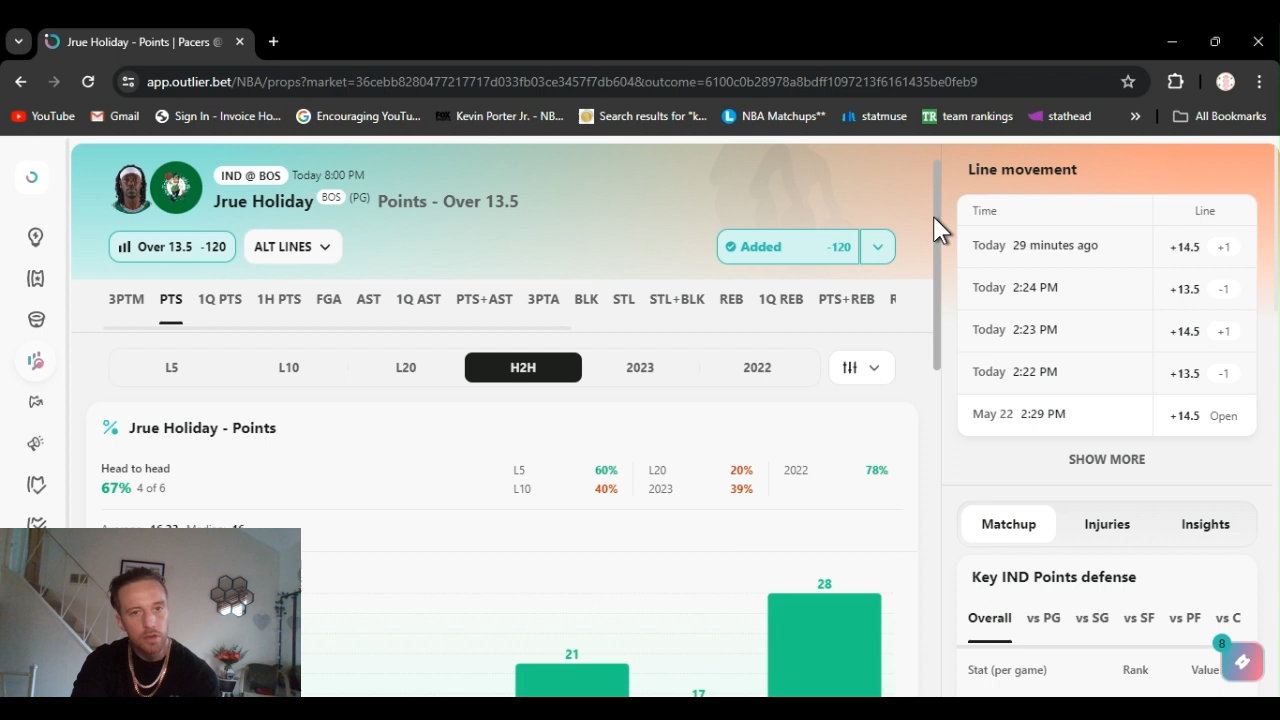 Jrue Holiday - Points | Pacers @
app.outlier.bet/NBA/props?market=36cebb8280477217717d033fb03ce3457f7db604&outcome=6100c0b28978a8bdff1097213f6161435be0feb9
YouTube Gmail Sign In - Invoice Ho... Encouraging YouTu... Kevin Porter Jr. - NB... Search results for "k... NBA Matchups** statmuse team rankings stathead » All Bookmarks
IND @ BOS Today 8:00 PM
Jrue Holiday BOS (PG) Points - Over 13.5
Over 13.5 -120 ALT LINES Added -120
3PTM PTS 1Q PTS 1H PTS FGA AST 1Q AST PTS+AST 3PTA BLK STL STL+BLK REB 1Q REB PTS+REB
L5 L10 L20 H2H 2023 2022
Jrue Holiday - Points
Head to head
67% 4 of 6
L5 60% L20 20% 2022 78%
L10 40% 2023 39%
21
17
28
Line movement
Time Line
Today 29 minutes ago +14.5 +1
Today 2:24 PM +13.5 -1
Today 2:23 PM +14.5 +1
Today 2:22 PM +13.5 -1
May 22 2:29 PM +14.5 Open
SHOW MORE
Matchup Injuries Insights
Key IND Points defense
Overall vs PG vs SG vs SF vs PF vs C
8
Stat (per game) Rank Value